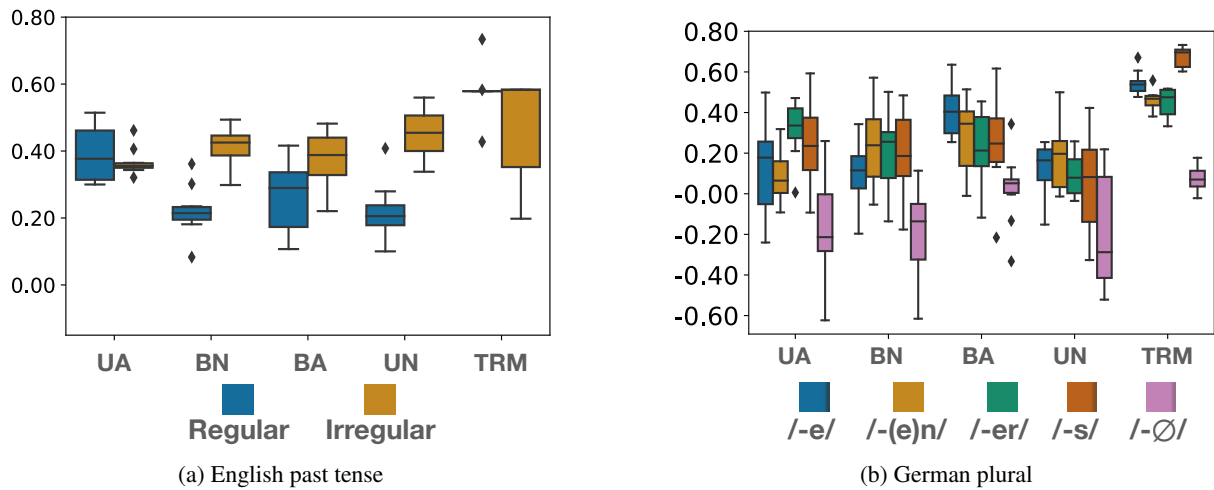 0.80
0.60
0.40
0.20
0.00
UA BN BA UN TRM
Regular Irregular
(a) English past tense
0.80
0.60
0.40
0.20
-0.00
-0.20
-0.40
-0.60
UA BN BA UN TRM
/-e/ /-(e)n/ /-er/ /-s/ /-∅/
(b) German plural